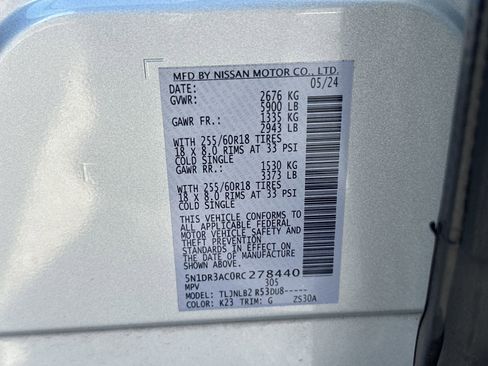 MFD BY NISSAN MOTOR CO., LTD.
DATE: 05/24
GVWR: 2676 KG
5900 LB
GAWR FR.: 1335 KG
2943 LB
WITH 255/60R18 TIRES
18 X 8.0 RIMS AT 33 PSI
COLD SINGLE
GAWR RR.: 1530 KG
3373 LB
WITH 255/60R18 TIRES
18 X 8.0 RIMS AT 33 PSI
COLD SINGLE
THIS VEHICLE CONFORMS TO
ALL APPLICABLE FEDERAL
MOTOR VEHICLE SAFETY AND
THEFT PREVENTION
STANDARDS IN EFFECT ON
THE DATE OF MANUFACTURE
SHOWN ABOVE.
5N1DR3AC0RC278440
MPV 305
MODEL: TLJNLB2 R53DU8-----
COLOR: K23 TRIM: G ZS30A